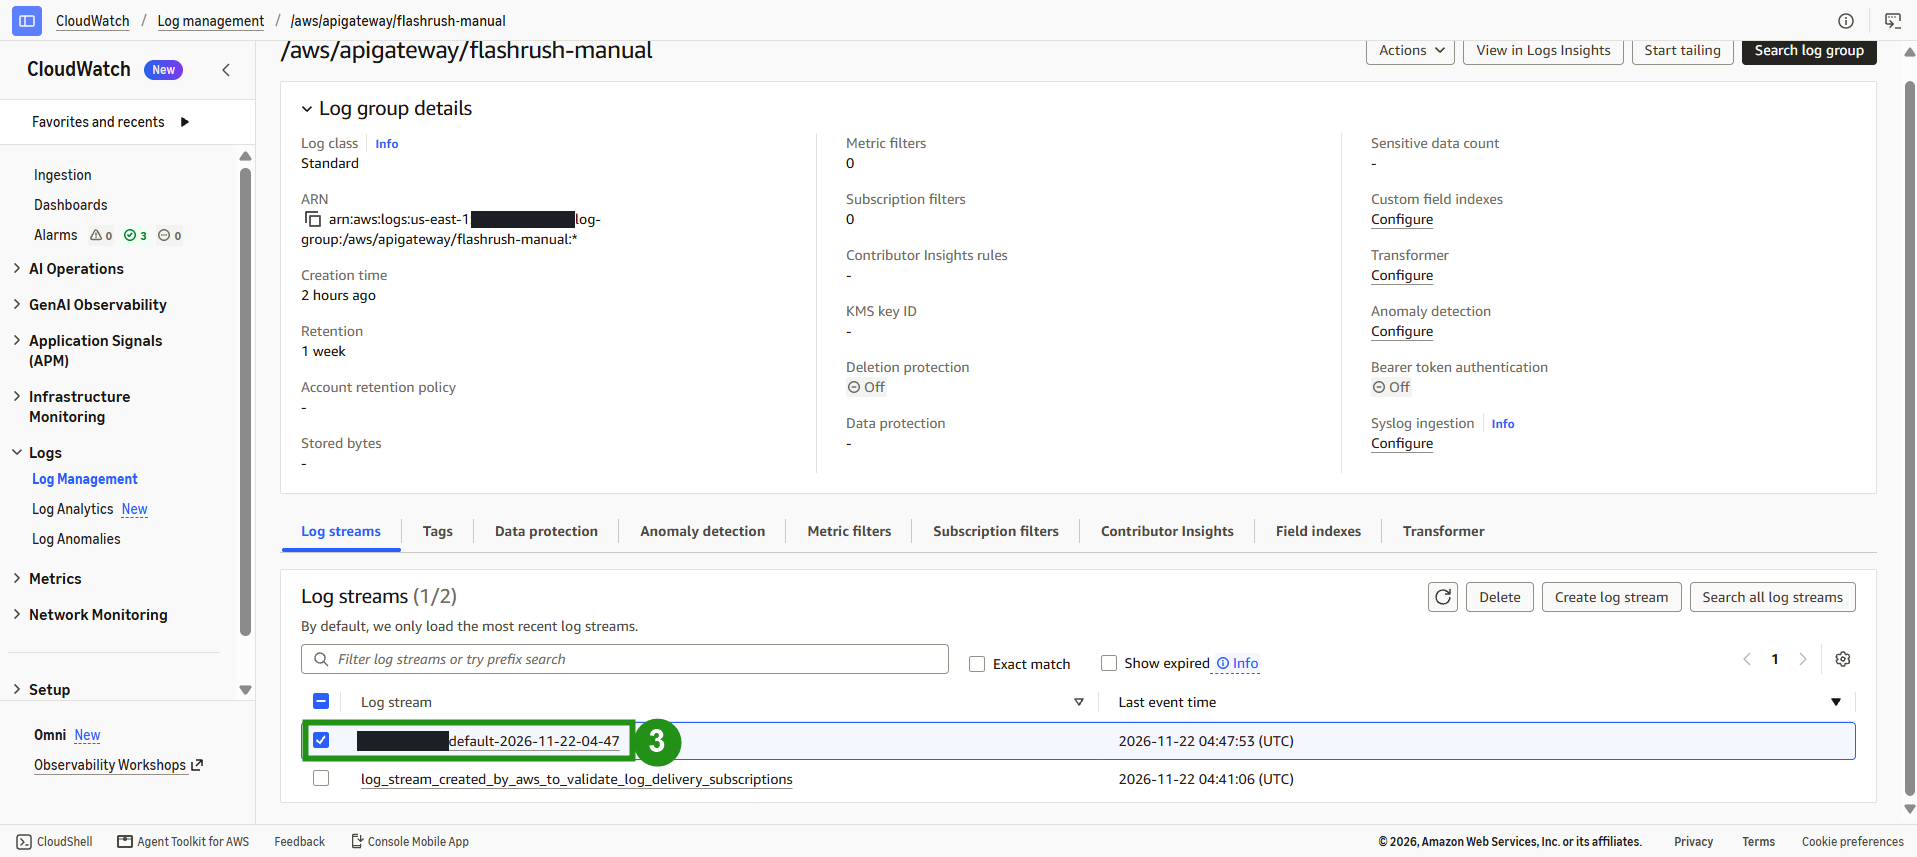 CloudWatch / Log management / /aws/apigateway/flashrush-manual
CloudWatch New
Favorites and recents
Ingestion
Dashboards
Alarms 0 3 0
AI Operations
GenAI Observability
Application Signals
(APM)
Infrastructure
Monitoring
Logs
Log Management
Log Analytics New
Log Anomalies
Metrics
Network Monitoring
Setup
Omni New
Observability Workshops
/aws/apigateway/flashrush-manual
Actions View in Logs Insights Start tailing Search log group
Log group details
Log class Info
Standard
ARN
arn:aws:logs:us-east-1 log-
group:/aws/apigateway/flashrush-manual:*
Creation time
2 hours ago
Retention
1 week
Account retention policy
-
Stored bytes
-
Metric filters
0
Subscription filters
0
Contributor Insights rules
-
KMS key ID
-
Deletion protection
Off
Data protection
-
Sensitive data count
-
Custom field indexes
Configure
Transformer
Configure
Anomaly detection
Configure
Bearer token authentication
Off
Syslog ingestion Info
Configure
Log streams Tags Data protection Anomaly detection Metric filters Subscription filters Contributor Insights Field indexes Transformer
Log streams (1/2)
Delete Create log stream Search all log streams
By default, we only load the most recent log streams.
Filter log streams or try prefix search Exact match Show expired Info 1
Log stream Last event time
default-2026-11-22-04-47 3 2026-11-22 04:47:53 (UTC)
log_stream_created_by_aws_to_validate_log_delivery_subscriptions 2026-11-22 04:41:06 (UTC)
CloudShell Agent Toolkit for AWS Feedback Console Mobile App © 2026, Amazon Web Services, Inc. or its affiliates. Privacy Terms Cookie preferences